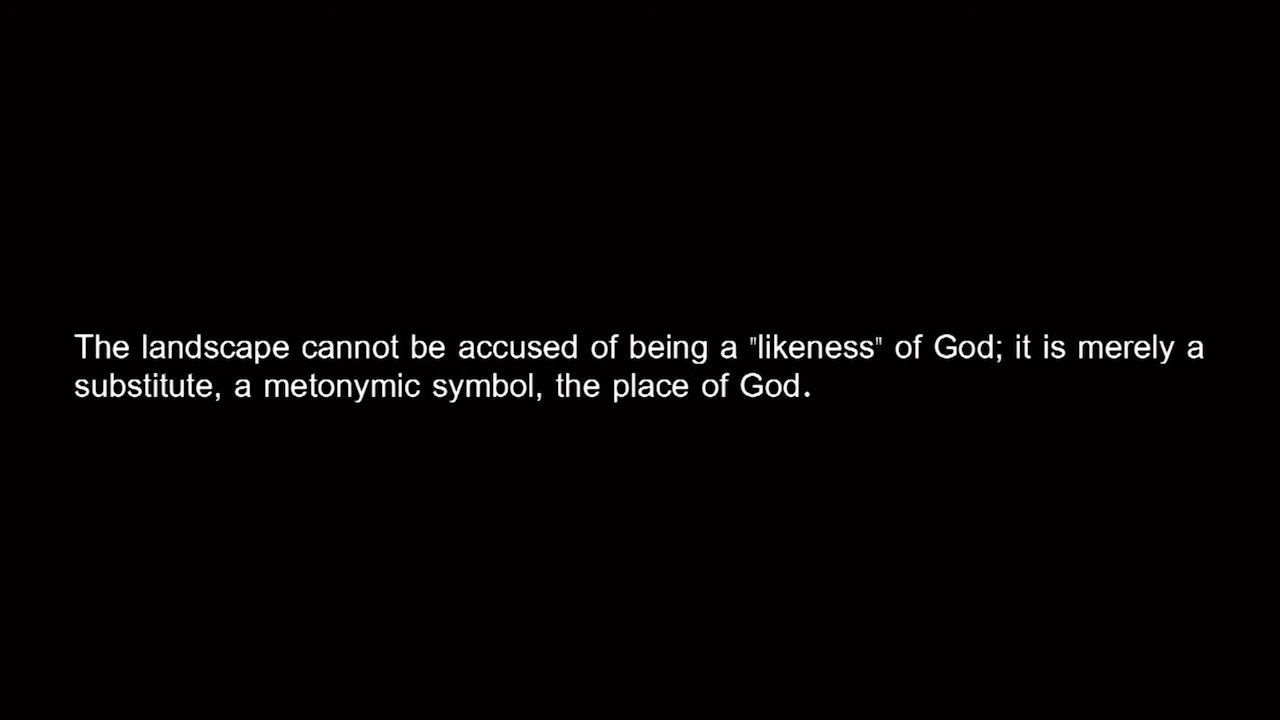 The landscape cannot be accused of being a "likeness" of God; it is merely a
substitute, a metonymic symbol, the place of God.